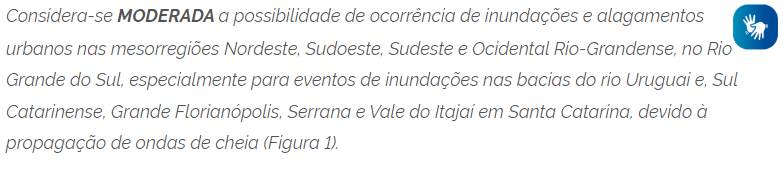 Considera-se MODERADA a possibilidade de ocorrência de inundações e alagamentos
urbanos nas mesorregiões Nordeste, Sudoeste, Sudeste e Ocidental Rio-Grandense, no Rio
Grande do Sul, especialmente para eventos de inundações nas bacias do rio Uruguai e, Sul
Catarinense, Grande Florianópolis, Serrana e Vale do Itajaí em Santa Catarina, devido à
propagação de ondas de cheia (Figura 1).